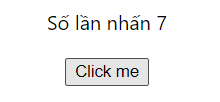 Số lần nhấn 7
Click me